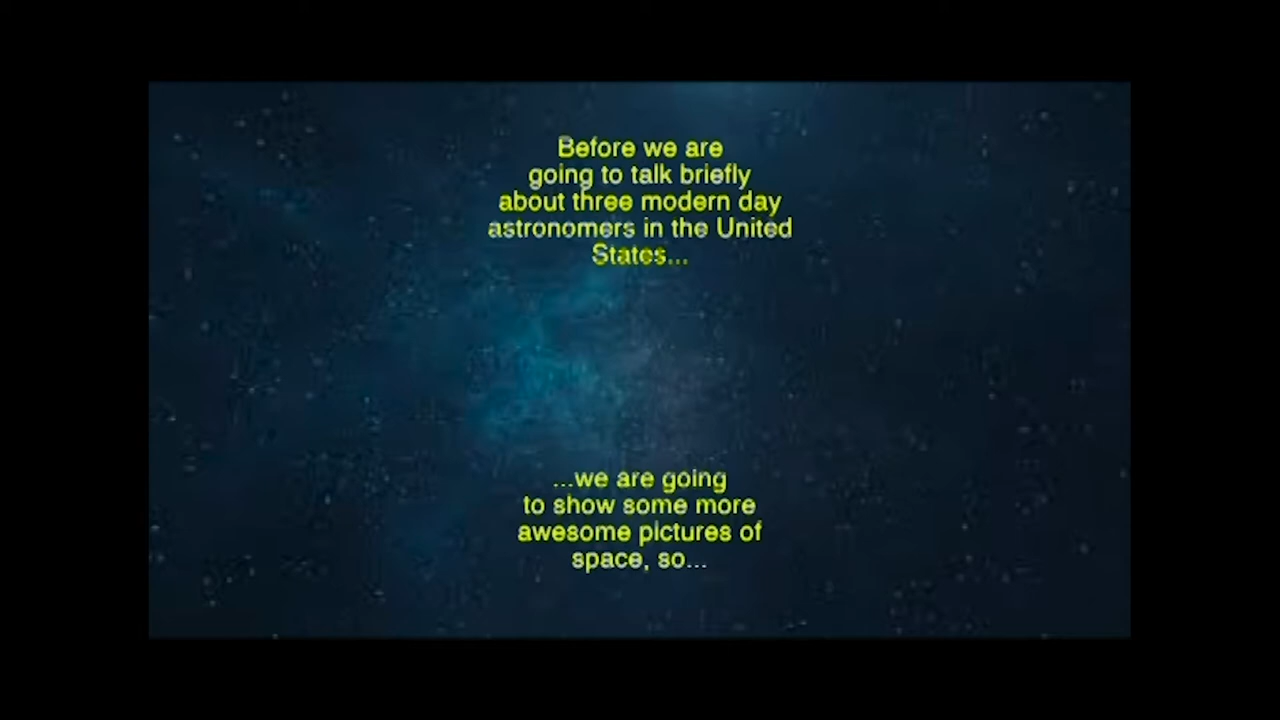 Before we are
going to talk briefly
about three modern day
astronomers in the United
States...
...we are going
to show some more
awesome pictures of
space, so...